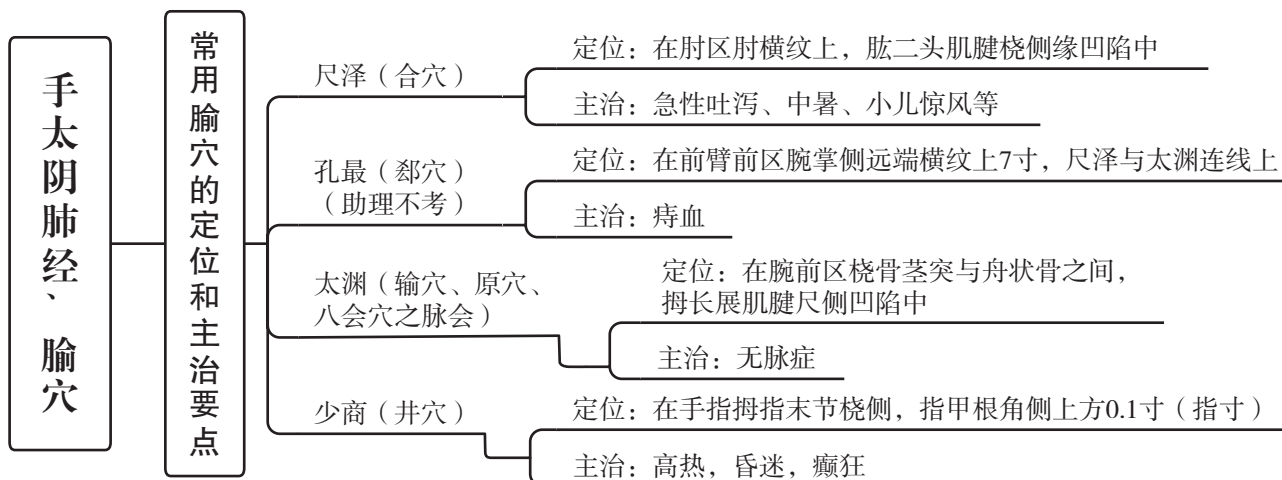 手太阴肺经、腧穴
常用腧穴的定位和主治要点
尺泽（合穴）
定位：在肘区肘横纹上，肱二头肌腱桡侧缘凹陷中
主治：急性吐泻、中暑、小儿惊风等
孔最（郄穴）
（助理不考）
定位：在前臂前区腕掌侧远端横纹上7寸，尺泽与太渊连线上
主治：痔血
太渊（输穴、原穴、
八会穴之脉会）
定位：在腕前区桡骨茎突与舟状骨之间，
拇长展肌腱尺侧凹陷中
主治：无脉症
少商（井穴）
定位：在手指拇指末节桡侧，指甲根角侧上方0.1寸（指寸）
主治：高热，昏迷，癫狂